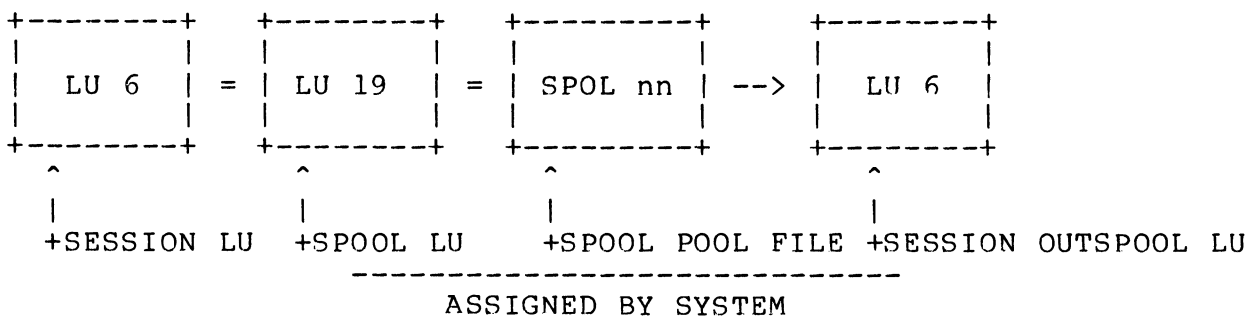 +--------+ +--------+ +---------+ +--------+
| | | | | | | |
| LU 6 | = | LU 19 | = | SPOL nn | --> | LU 6 |
| | | | | | | |
+--------+ +--------+ +---------+ +--------+
^ ^ ^ ^
| | | |
+SESSION LU +SPOOL LU +SPOOL POOL FILE +SESSION OUTSPOOL LU
-----------------------------
ASSIGNED BY SYSTEM